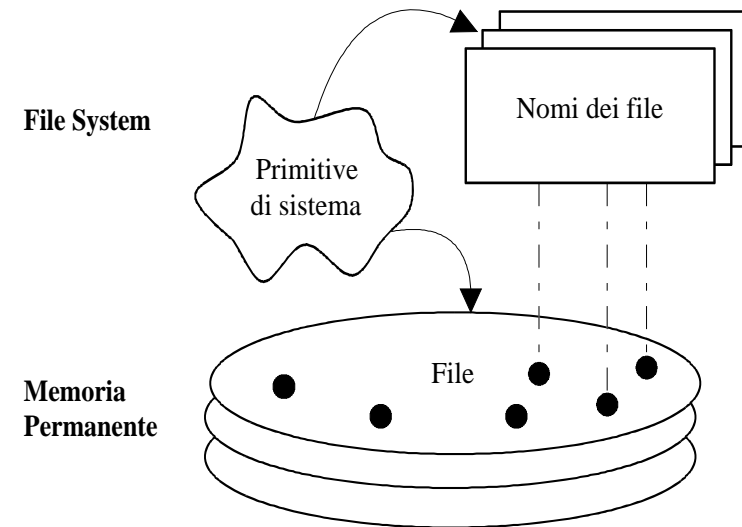 Nomi dei file
File System
Primitive
di sistema
File
Memoria
Permanente